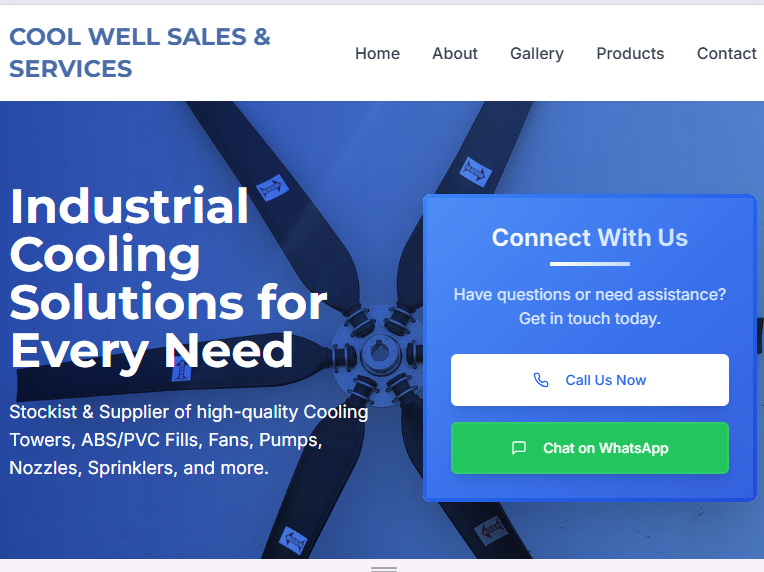 COOL WELL SALES &
SERVICES
Home About Gallery Products Contact
Industrial
Cooling
Solutions for
Every Need
Stockist & Supplier of high-quality Cooling
Towers, ABS/PVC Fills, Fans, Pumps,
Nozzles, Sprinklers, and more.
Connect With Us
Have questions or need assistance?
Get in touch today.
Call Us Now
Chat on WhatsApp